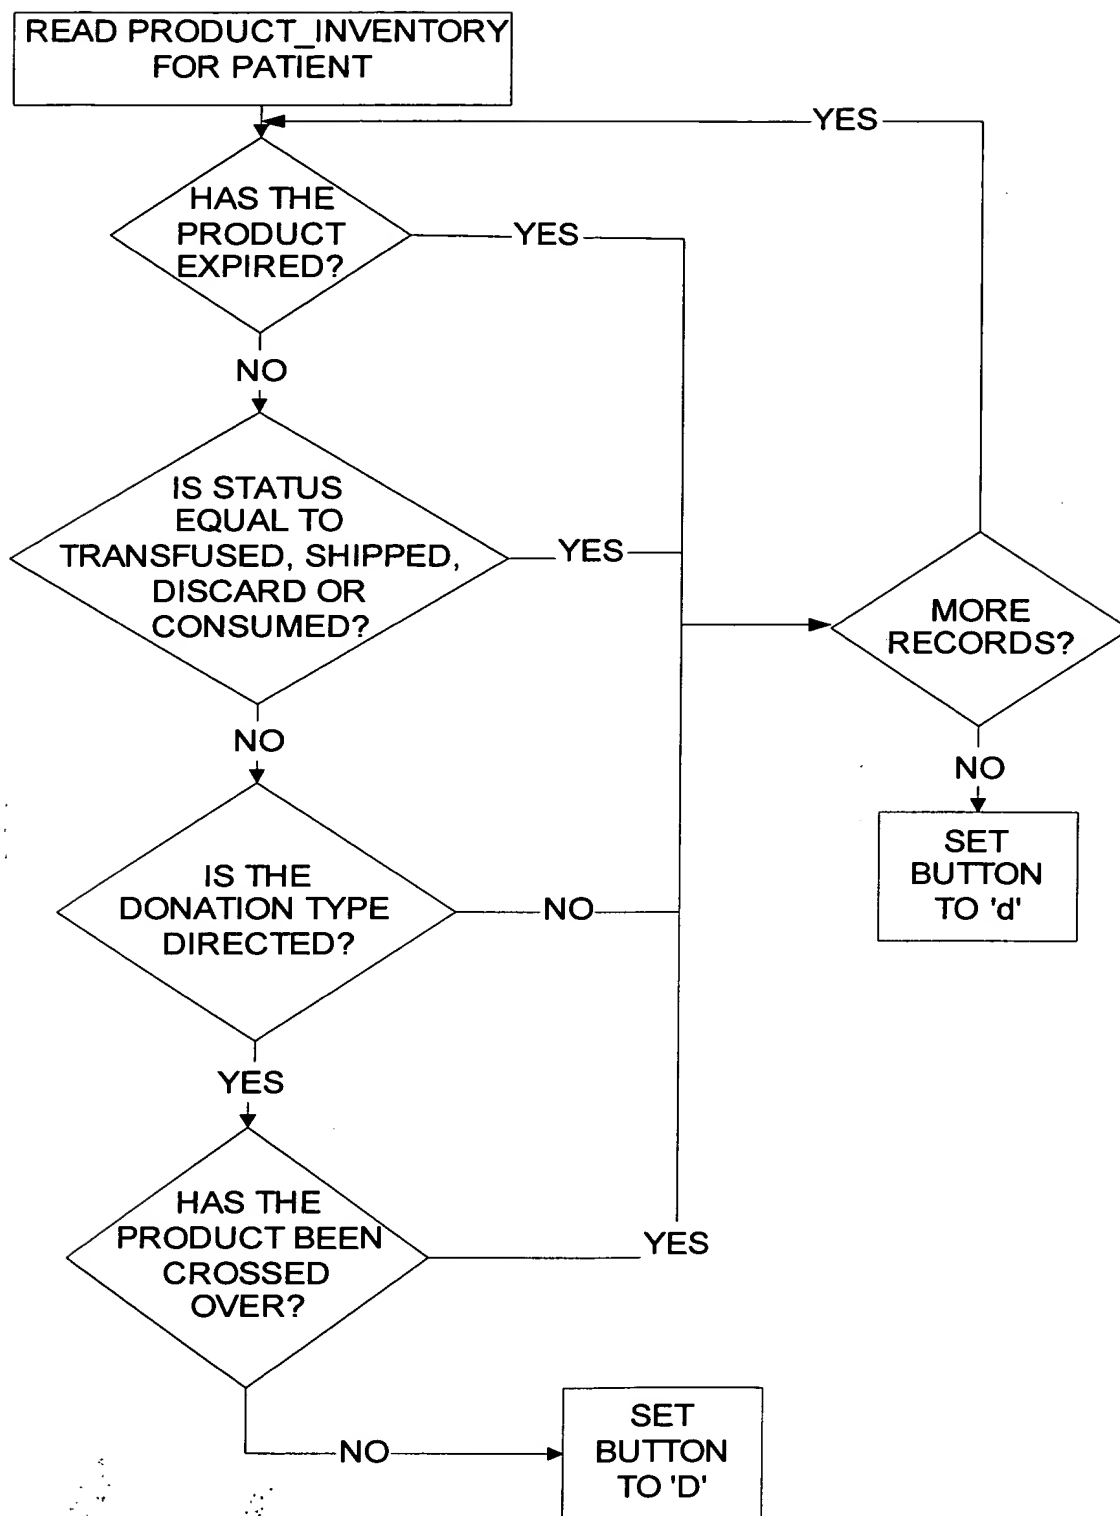 READ PRODUCT_INVENTORY
FOR PATIENT
YES
HAS THE
PRODUCT
EXPIRED?
YES
NO
IS STATUS
EQUAL TO
TRANSFUSED, SHIPPED,
DISCARD OR
CONSUMED?
YES
MORE
RECORDS?
NO
NO
SET
BUTTON
TO 'd'
IS THE
DONATION TYPE
DIRECTED?
NO
YES
HAS THE
PRODUCT BEEN
CROSSED
OVER?
YES
NO
SET
BUTTON
TO 'D'